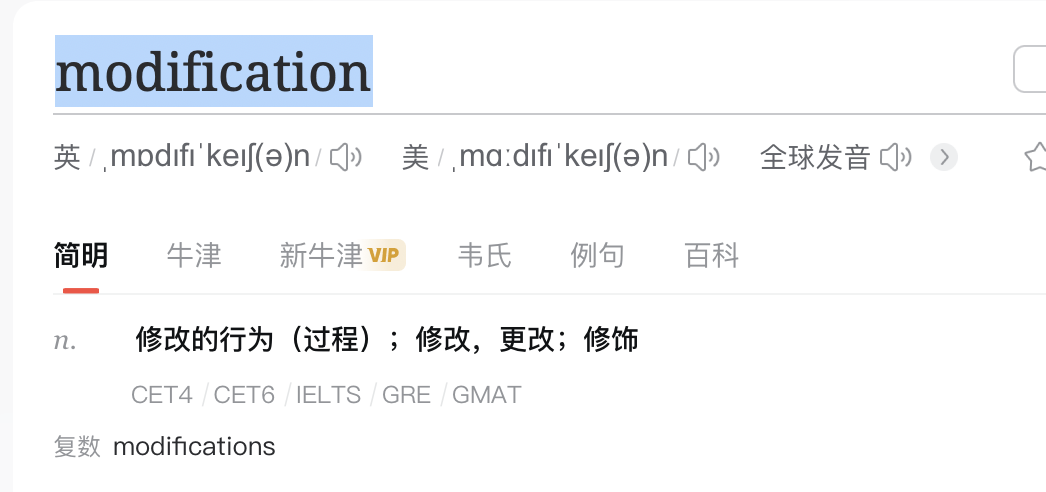 modification
英 / ˌmɒdɪfɪˈkeɪʃ(ə)n / 美 / ˌmɑːdɪfɪˈkeɪʃ(ə)n / 全球发音
简明 牛津 新牛津 VIP 韦氏 例句 百科
n. 修改的行为（过程）；修改，更改；修饰
CET4 / CET6 / IELTS / GRE / GMAT
复数 modifications